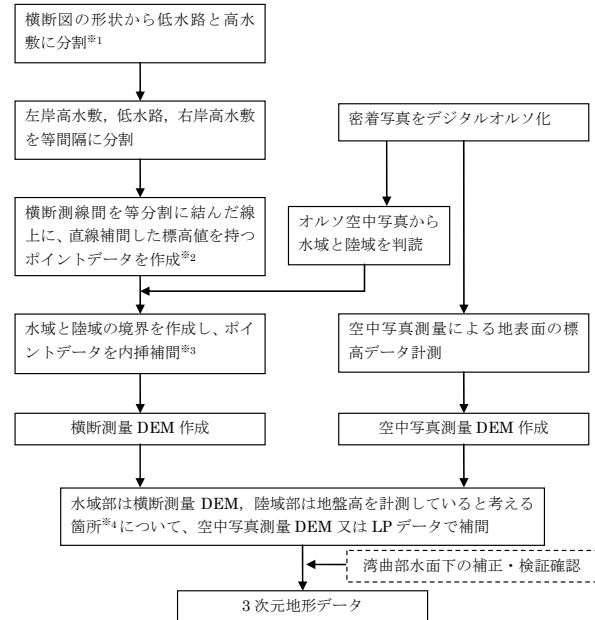 横断図の形状から低水路と高水
敷に分割※1
左岸高水敷，低水路，右岸高水敷
を等間隔に分割
密着写真をデジタルオルソ化
横断測線間を等分割に結んだ線
上に、直線補間した標高値を持つ
ポイントデータを作成※2
オルソ空中写真から
水域と陸域を判読
水域と陸域の境界を作成し、ポイ
ントデータを内挿補間※3
空中写真測量による地表面の標
高データ計測
横断測量 DEM 作成
空中写真測量 DEM 作成
水域部は横断測量 DEM，陸域部は地盤高を計測していると考える
箇所※4について、空中写真測量 DEM 又は LP データで補間
湾曲部水面下の補正・検証確認
3 次元地形データ